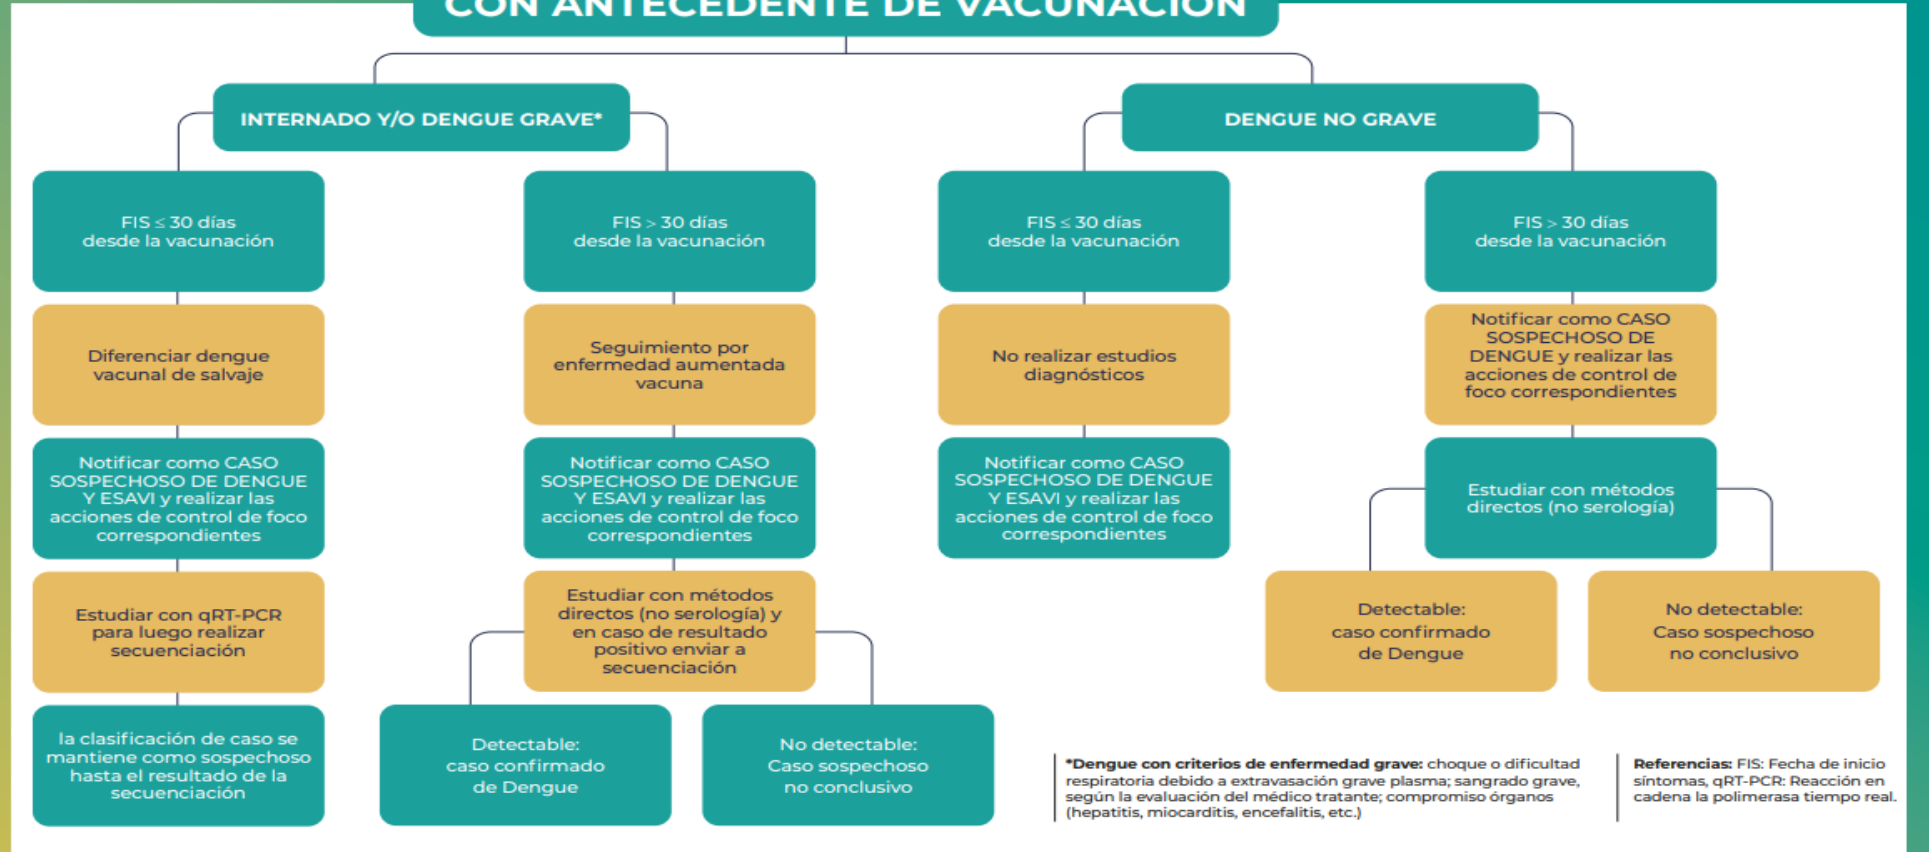 CON ANTECEDENTE DE VACUNACIÓN
INTERNADO Y/O DENGUE GRAVE*
DENGUE NO GRAVE
FIS ≤ 30 días
desde la vacunación
FIS > 30 días
desde la vacunación
FIS ≤ 30 días
desde la vacunación
FIS > 30 días
desde la vacunación
Diferenciar dengue
vacunal de salvaje
Seguimiento por
enfermedad aumentada
vacuna
No realizar estudios
diagnósticos
Notificar como CASO
SOSPECHOSO DE
DENGUE y realizar las
acciones de control de
foco correspondientes
Notificar como CASO
SOSPECHOSO DE DENGUE
Y ESAVI y realizar las
acciones de control de foco
correspondientes
Notificar como CASO
SOSPECHOSO DE DENGUE
Y ESAVI y realizar las
acciones de control de foco
correspondientes
Notificar como CASO
SOSPECHOSO DE DENGUE
Y ESAVI y realizar las
acciones de control de foco
correspondientes
Estudiar con métodos
directos (no serología)
Estudiar con qRT-PCR
para luego realizar
secuenciación
Estudiar con métodos
directos (no serología) y
en caso de resultado
positivo enviar a
secuenciación
Detectable:
caso confirmado
de Dengue
No detectable:
Caso sospechoso
no conclusivo
la clasificación de caso se
mantiene como sospechoso
hasta el resultado de la
secuenciación
Detectable:
caso confirmado
de Dengue
No detectable:
Caso sospechoso
no conclusivo
*Dengue con criterios de enfermedad grave: choque o dificultad
respiratoria debido a extravasación grave plasma; sangrado grave,
según la evaluación del médico tratante; compromiso órganos
(hepatitis, miocarditis, encefalitis, etc.)
Referencias: FIS: Fecha de inicio
síntomas, qRT-PCR: Reacción en
cadena la polimerasa tiempo real.